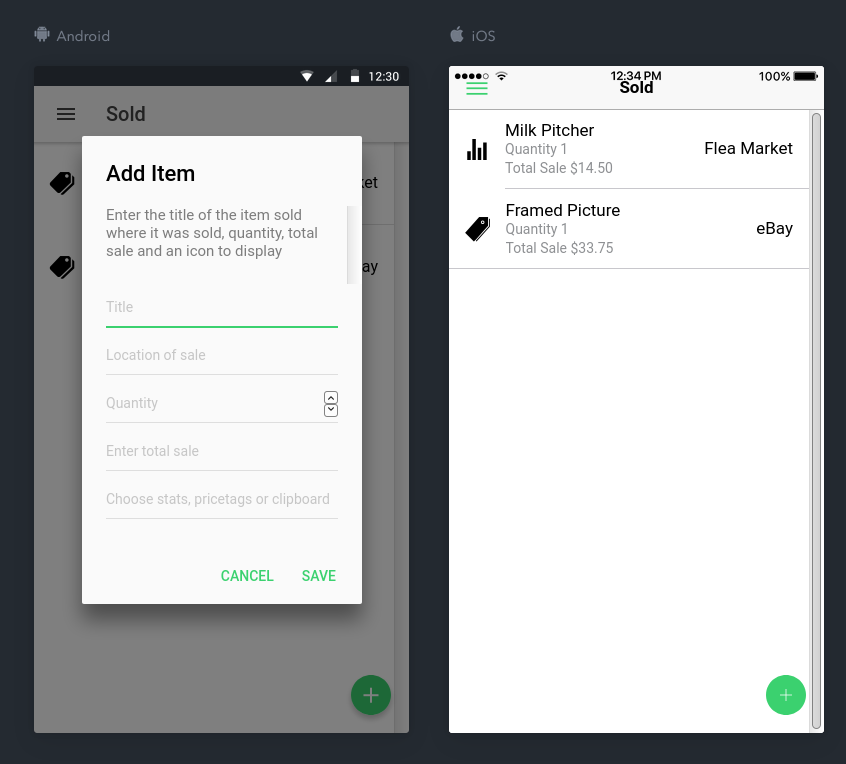 Android
12:30
Sold
Add Item
Enter the title of the item sold
where it was sold, quantity, total
sale and an icon to display
ket
ay
Title
Location of sale
Quantity
Enter total sale
Choose stats, pricetags or clipboard
CANCEL SAVE
iOS
12:34 PM 100%
Sold
Milk Pitcher
Quantity 1
Total Sale $14.50
Flea Market
Framed Picture
Quantity 1
Total Sale $33.75
eBay